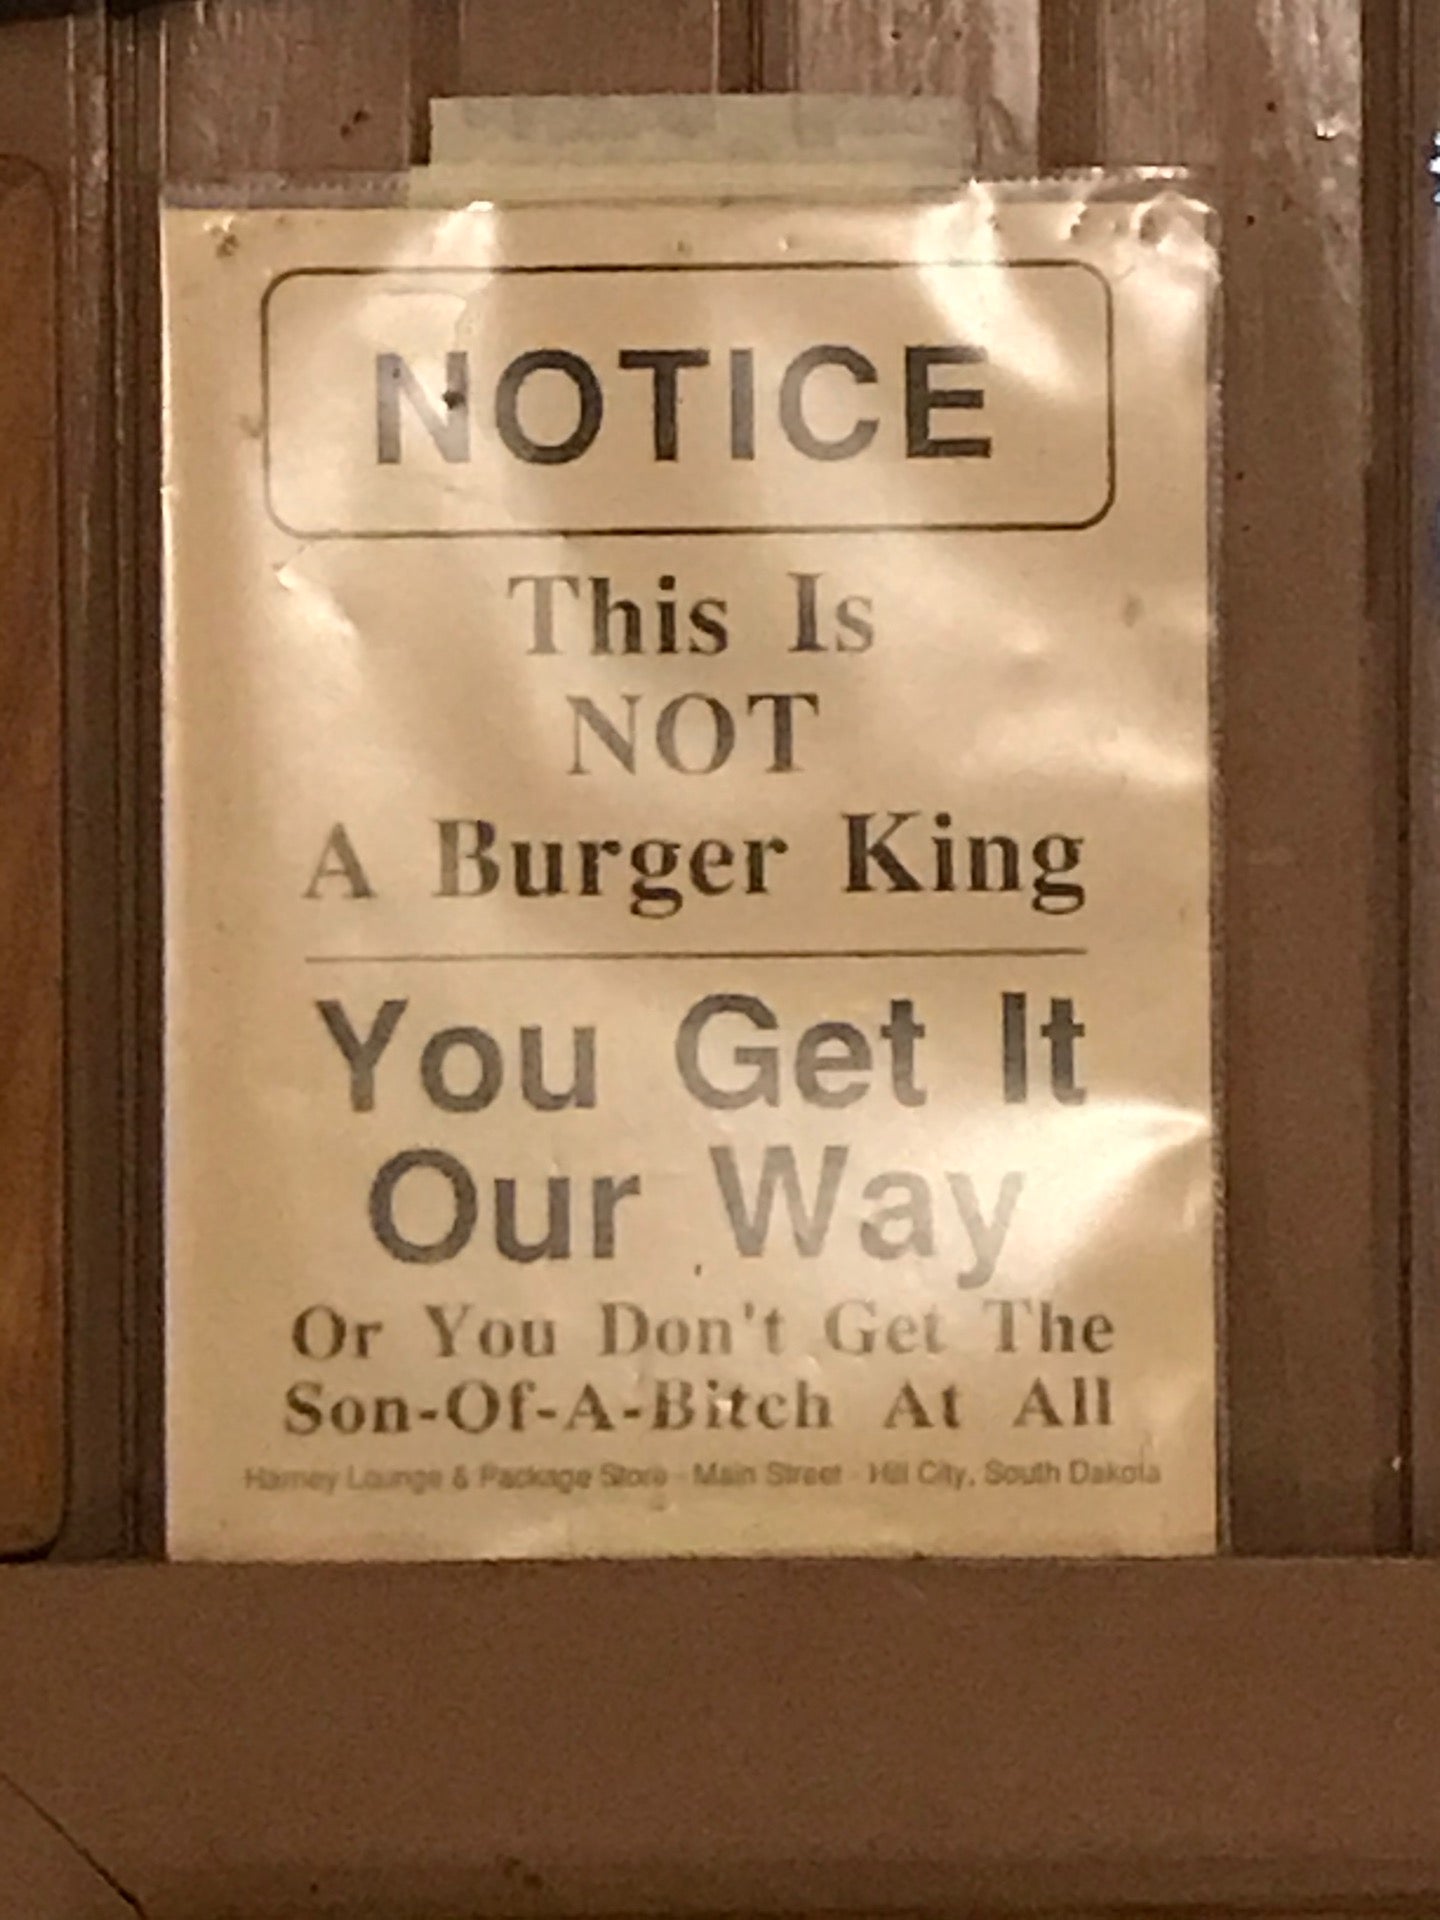 NOTICE
This Is
NOT
A Burger King
You Get It
Our Way
Or You Don't Get The
Son-Of-A-Bitch At All
Harney Lounge & Package Store - Main Street - Hill City, South Dakota